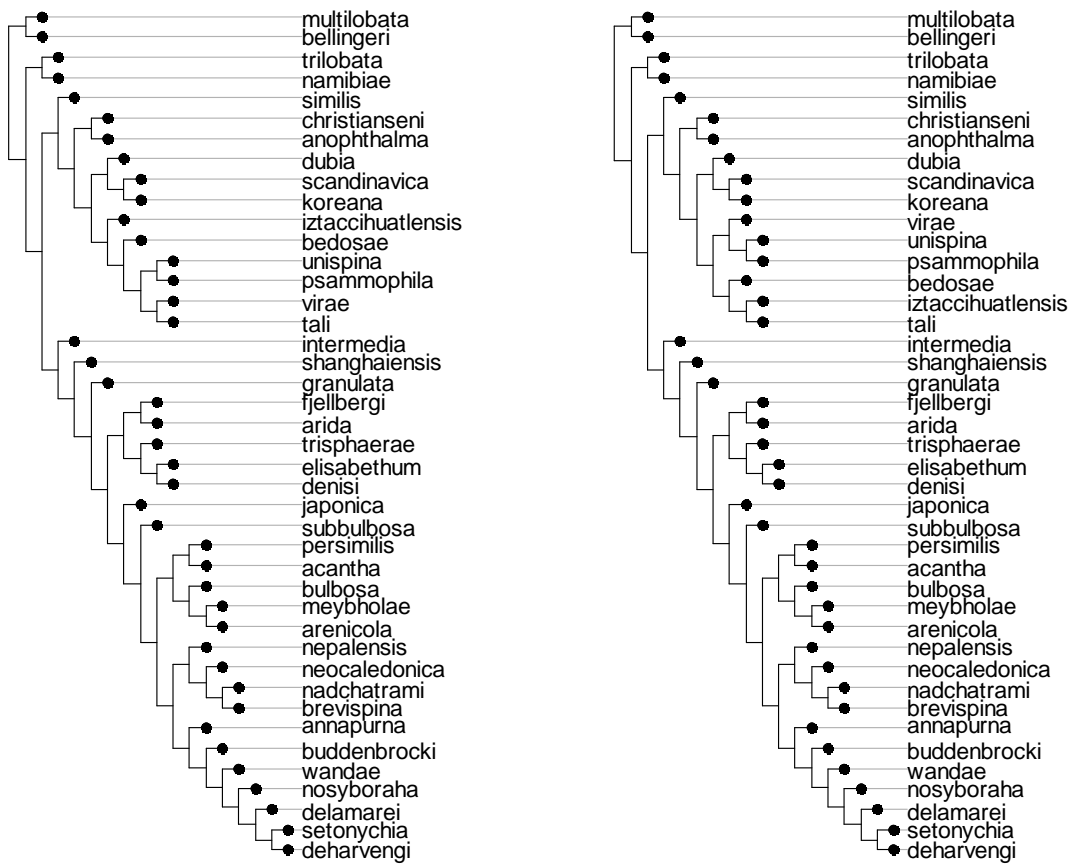 multilobata
bellingeri
trilobata
namibiae
similis
christianseni
anophthalma
dubia
scandinavica
koreana
iztaccihuatlensis
bedosae
unispina
psammophila
virae
tali
intermedia
shanghaiensis
granulata
fjellbergi
arida
trisphaerae
elisabethum
denisi
japonica
subbulbosa
persimilis
acantha
bulbosa
meybholae
arenicola
nepalensis
neocaledonica
nadchatrami
brevispina
annapurna
buddenbrocki
wandae
nosyboraha
delamarei
setonychia
deharvengi
multilobata
bellingeri
trilobata
namibiae
similis
christianseni
anophthalma
dubia
scandinavica
koreana
virae
unispina
psammophila
bedosae
iztaccihuatlensis
tali
intermedia
shanghaiensis
granulata
fjellbergi
arida
trisphaerae
elisabethum
denisi
japonica
subbulbosa
persimilis
acantha
bulbosa
meybholae
arenicola
nepalensis
neocaledonica
nadchatrami
brevispina
annapurna
buddenbrocki
wandae
nosyboraha
delamarei
setonychia
deharvengi